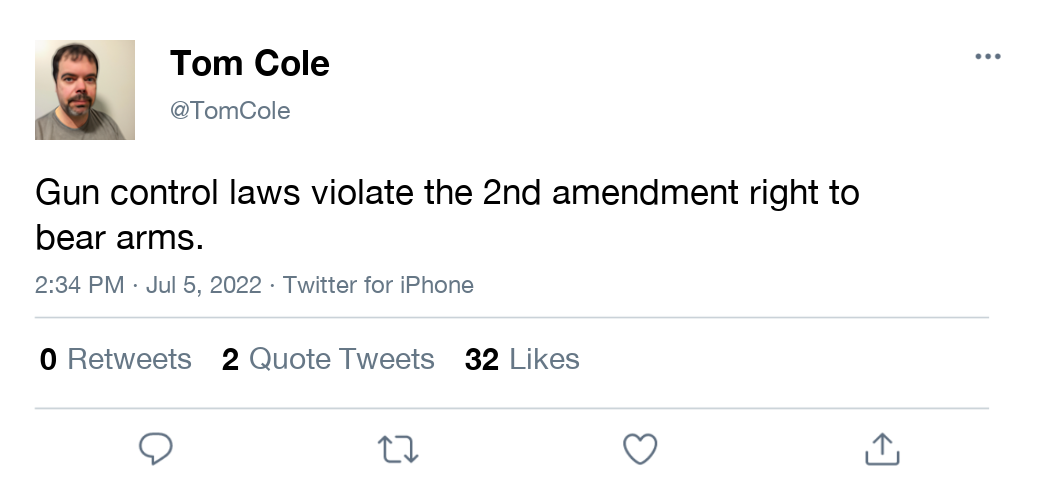 Tom Cole
@TomCole
Gun control laws violate the 2nd amendment right to
bear arms.
2:34 PM · Jul 5, 2022 · Twitter for iPhone
0 Retweets 2 Quote Tweets 32 Likes